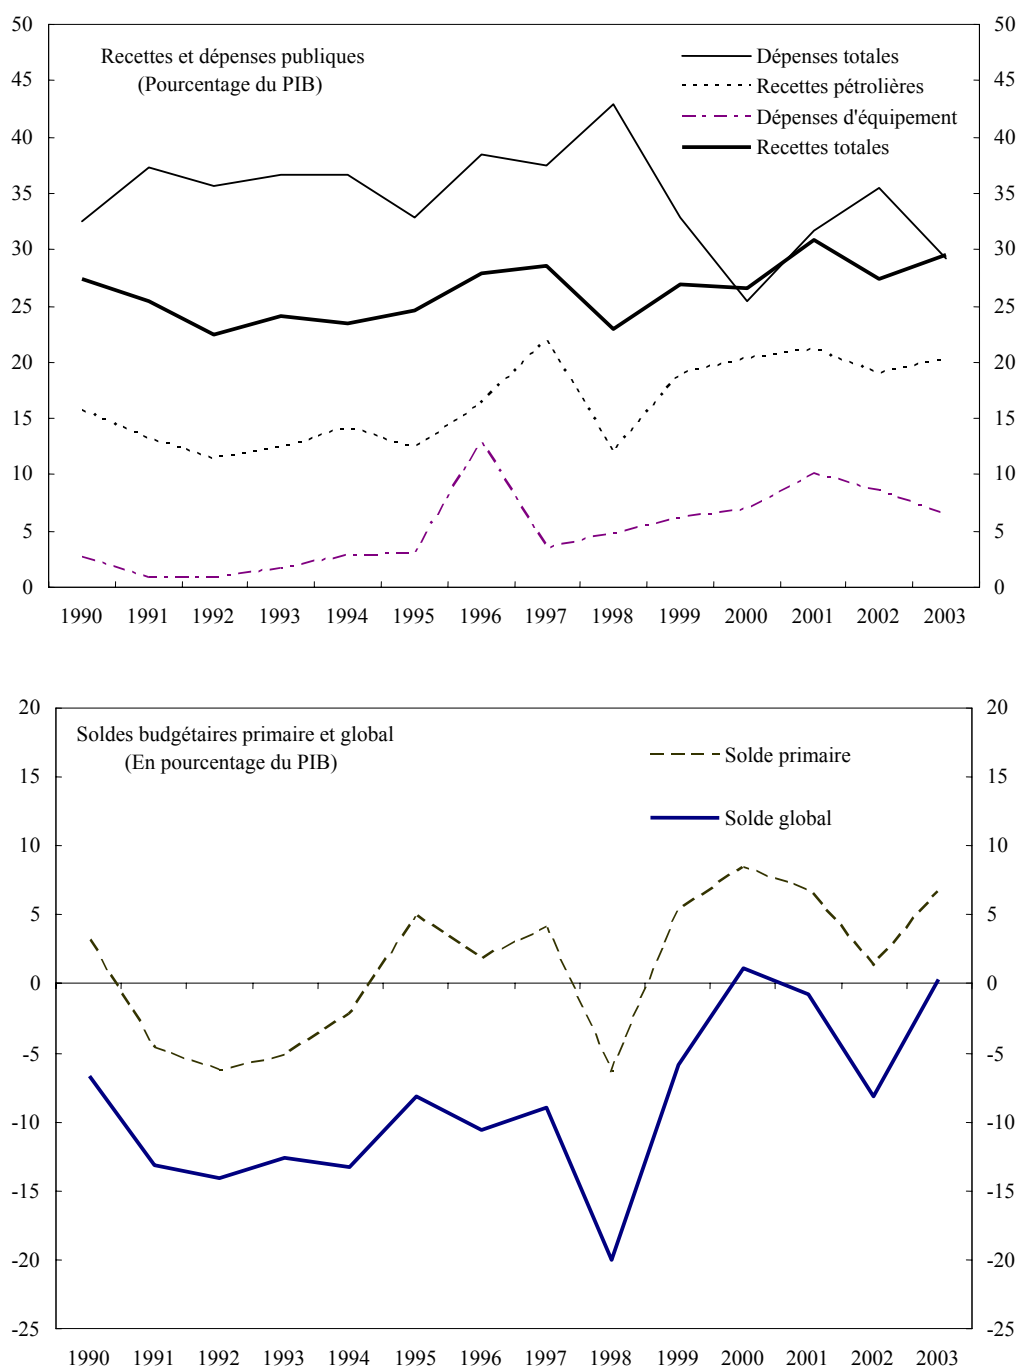 Recettes et dépenses publiques
(Pourcentage du PIB)
Dépenses totales
Recettes pétrolières
Dépenses d'équipement
Recettes totales
50 50
45 45
40 40
35 35
30 30
25 25
20 20
15 15
10 10
5 5
0 0
1990 1991 1992 1993 1994 1995 1996 1997 1998 1999 2000 2001 2002 2003
Soldes budgétaires primaire et global
(En pourcentage du PIB)
Solde primaire
Solde global
20 20
15 15
10 10
5 5
0 0
-5 -5
-10 -10
-15 -15
-20 -20
-25 -25
1990 1991 1992 1993 1994 1995 1996 1997 1998 1999 2000 2001 2002 2003